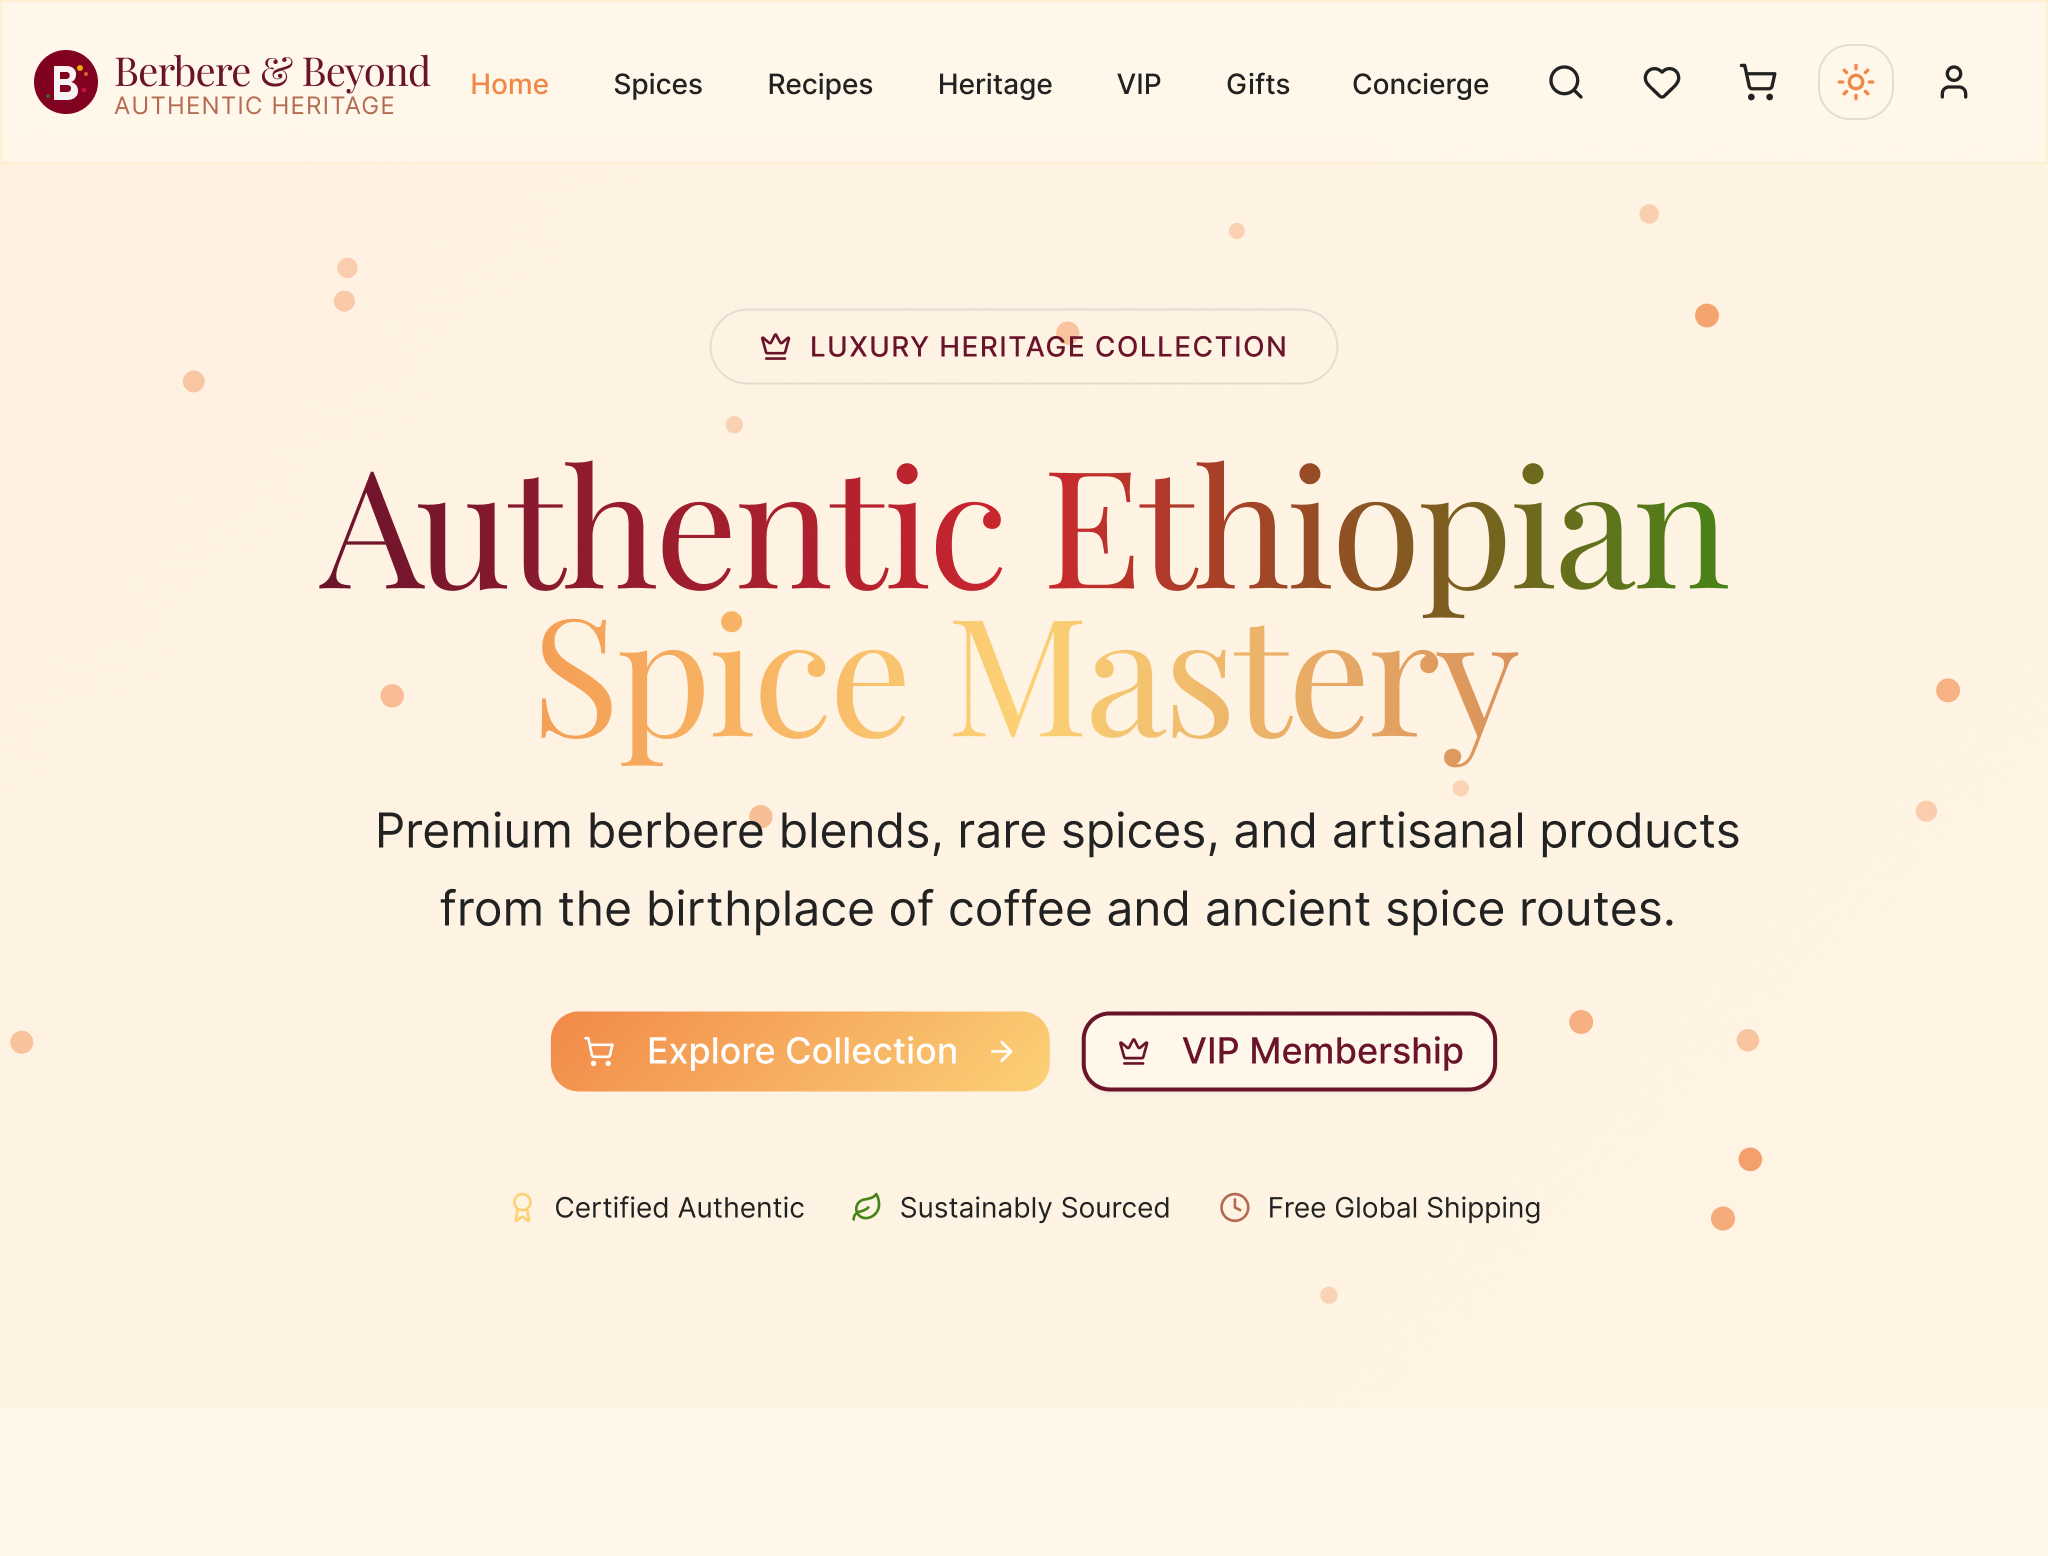 B
Berbere & Beyond
AUTHENTIC HERITAGE
Home Spices Recipes Heritage VIP Gifts Concierge
LUXURY HERITAGE COLLECTION
Authentic Ethiopian
Spice Mastery
Premium berbere blends, rare spices, and artisanal products
from the birthplace of coffee and ancient spice routes.
Explore Collection → VIP Membership
Certified Authentic Sustainably Sourced Free Global Shipping